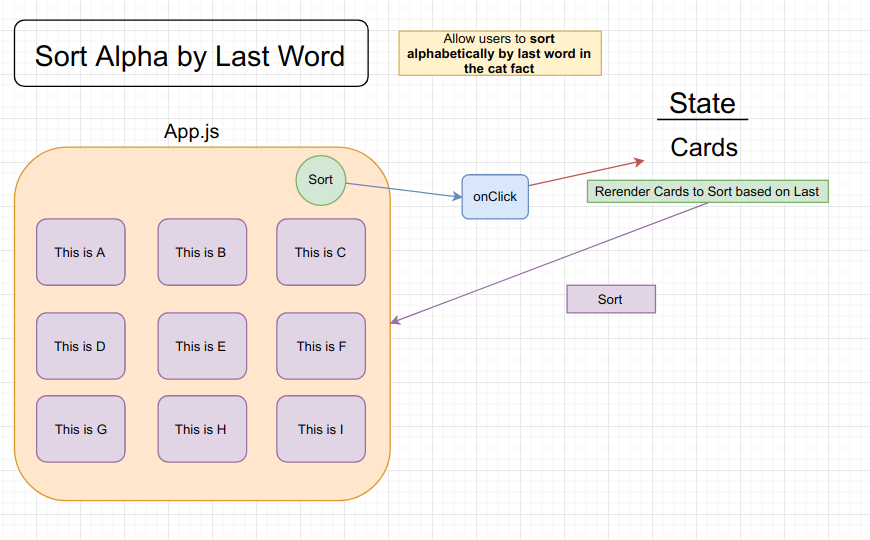 Sort Alpha by Last Word
Allow users to sort
alphabetically by last word in
the cat fact
State
Cards
App.js
Sort
onClick
Rerender Cards to Sort based on Last
This is A
This is B
This is C
Sort
This is D
This is E
This is F
This is G
This is H
This is I